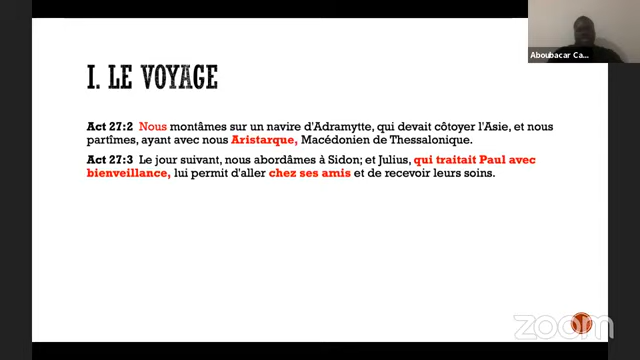 Aboubacar Ca...
I. LE VOYAGE
Act 27:2 Nous montâmes sur un navire d'Adramytte, qui devait côtoyer l'Asie, et nous
partîmes, ayant avec nous Aristarque, Macédonien de Thessalonique.
Act 27:3 Le jour suivant, nous abordâmes à Sidon; et Julius, qui traitait Paul avec
bienveillance, lui permit d'aller chez ses amis et de recevoir leurs soins.
zoom